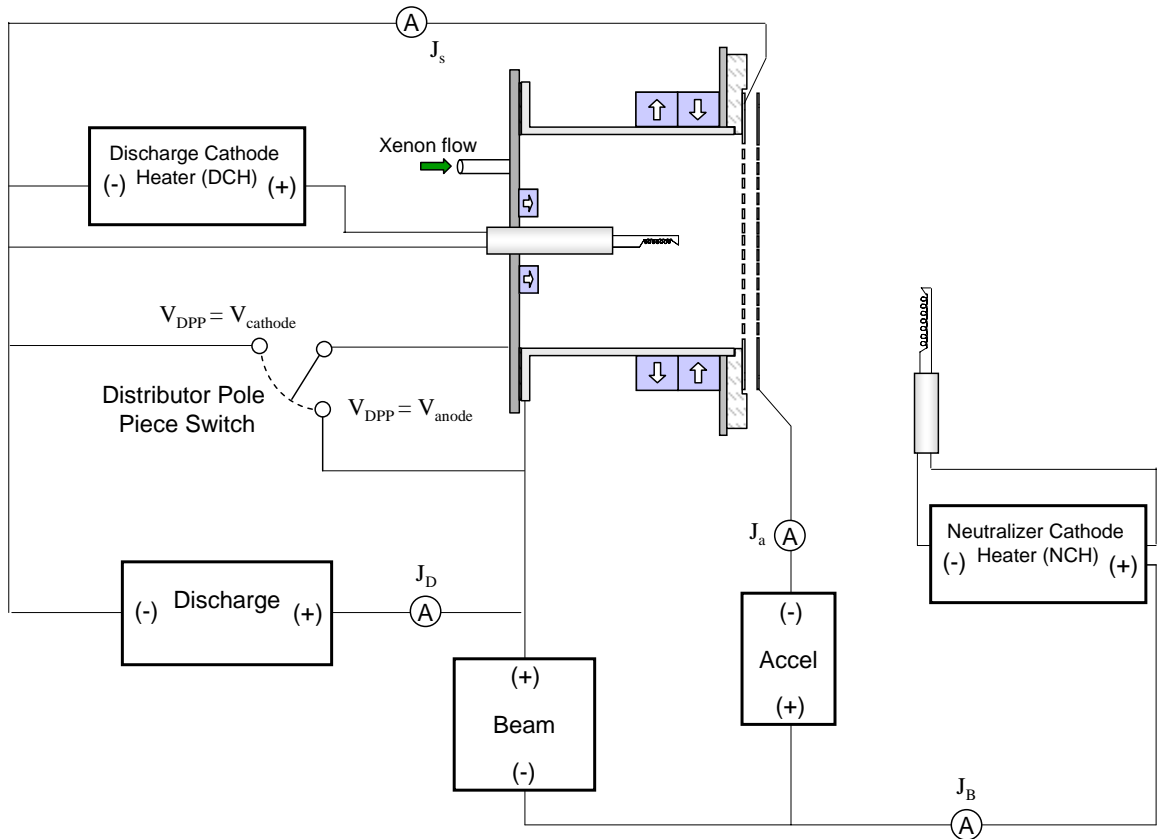 A
J_s
Xenon flow
Discharge Cathode
Heater (DCH)
(-)
(+)
V_DPP = V_cathode
Distributor Pole
Piece Switch
V_DPP = V_anode
J_a
A
Neutralizer Cathode
Heater (NCH)
(-)
(+)
J_D
A
Discharge
(-)
(+)
(-)
Accel
(+)
(+)
Beam
(-)
J_B
A